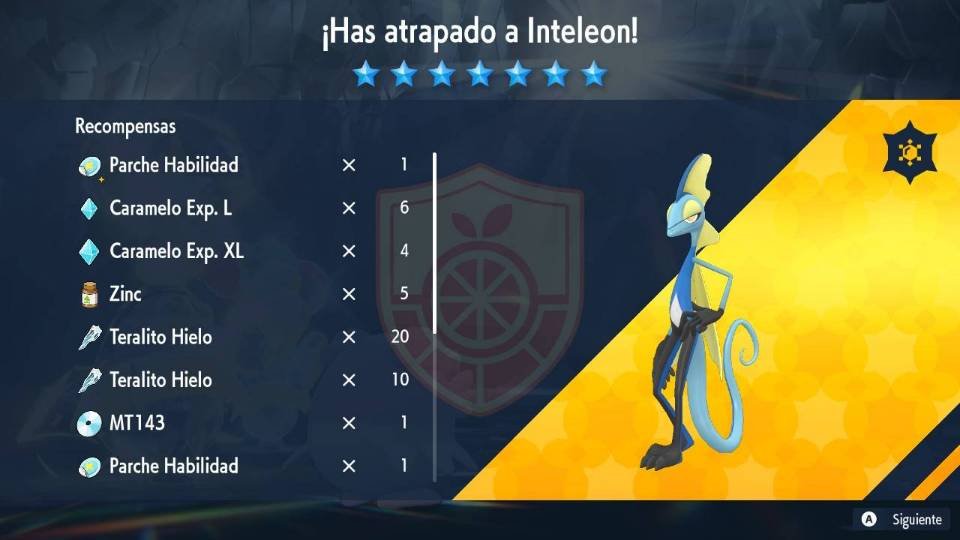 ¡Has atrapado a Inteleon!
Recompensas
Parche Habilidad × 1
Caramelo Exp. L × 6
Caramelo Exp. XL × 4
Zinc × 5
Teralito Hielo × 20
Teralito Hielo × 10
MT143 × 1
Parche Habilidad × 1
A Siguiente